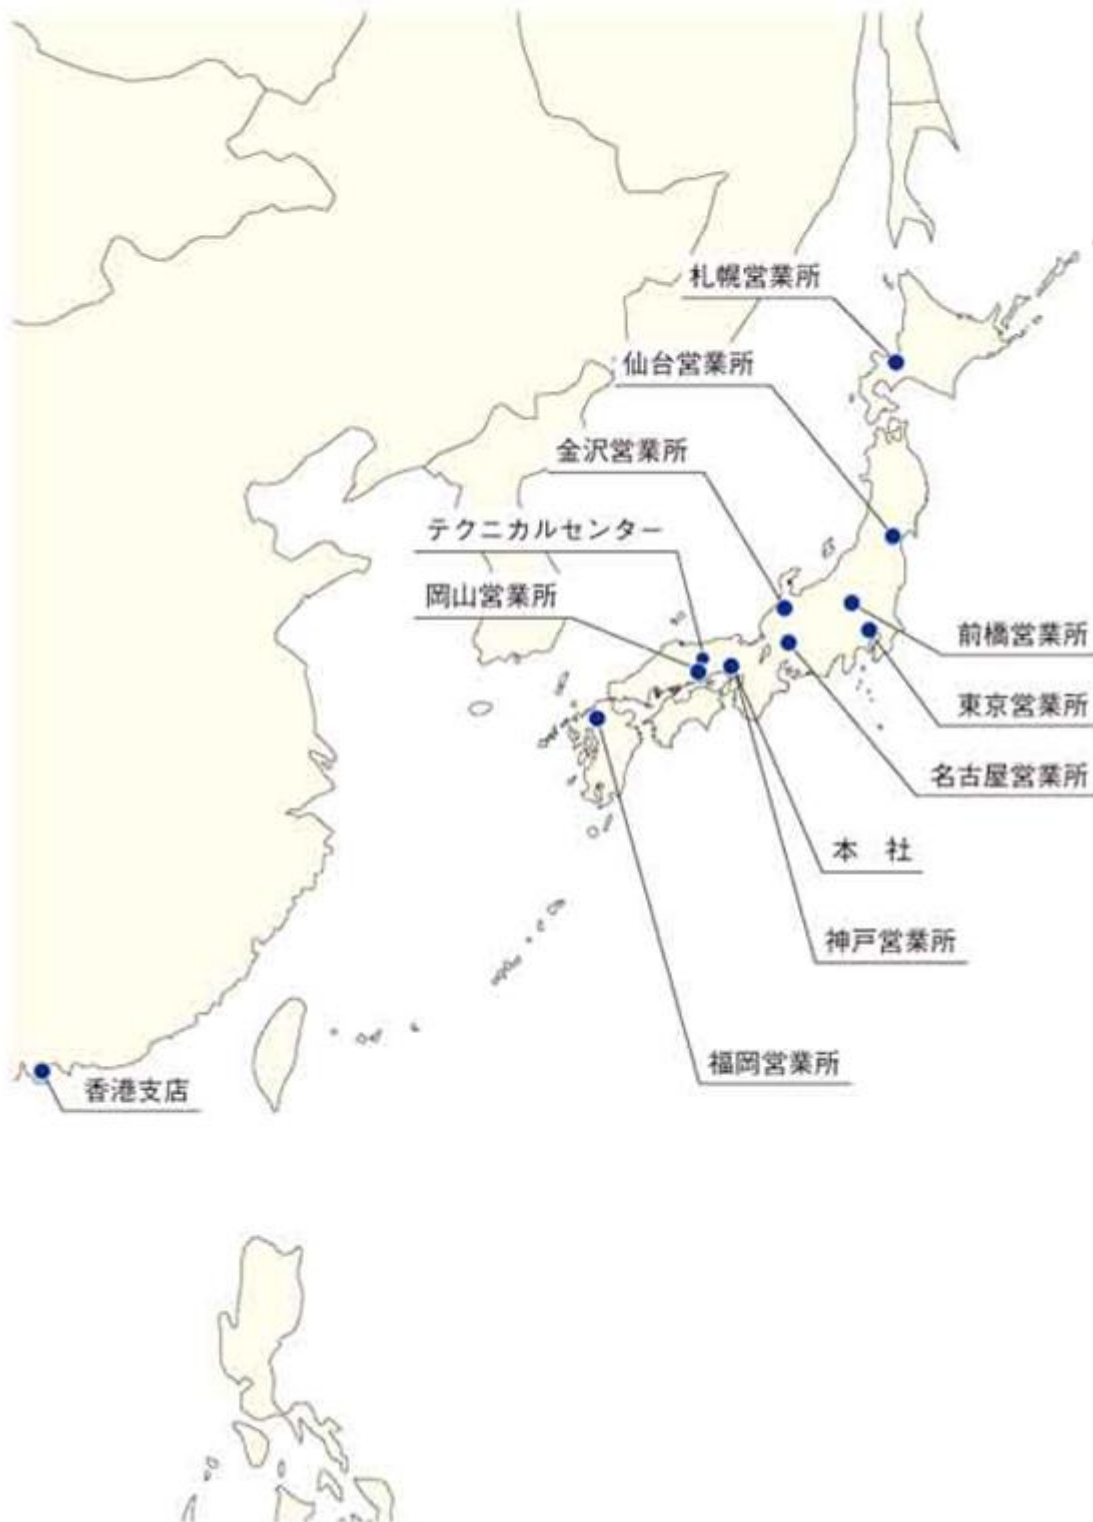 札幌営業所
仙台営業所
金沢営業所
テクニカルセンター
岡山営業所
前橋営業所
東京営業所
名古屋営業所
本　社
神戸営業所
福岡営業所
香港支店